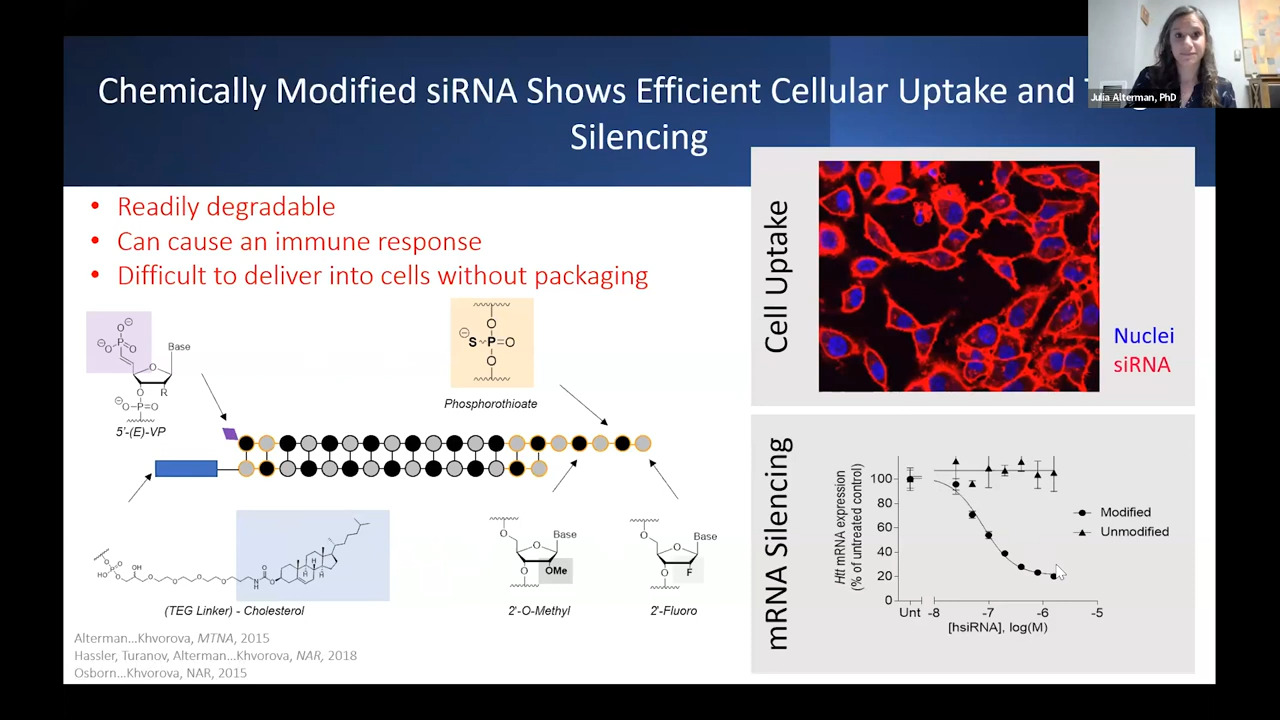 Chemically Modified siRNA Shows Efficient Cellular Uptake and
Silencing
Julia Alterman, PhD
• Readily degradable
• Can cause an immune response
• Difficult to deliver into cells without packaging
Cell Uptake
Nuclei
siRNA
O
⊖
⊖
O
P
O
Base
O
O
R
⊖
O
P
O
5'-(E)-VP
O
⊖
S
P
O
O
Phosphorothioate
HO
P
O
OH
O
O
O
O
N
H
O
O
H
H
H
(TEG Linker) - Cholesterol
O
Base
O
O
OMe
2'-O-Methyl
O
Base
O
O
F
2'-Fluoro
mRNA Silencing
Htt mRNA expression
(% of untreated control)
100
80
60
40
20
0
Unt
-8
-7
-6
-5
[hsiRNA], log(M)
Modified
Unmodified
Alterman...Khvorova, MTNA, 2015
Hassler, Turanov, Alterman...Khvorova, NAR, 2018
Osborn...Khvorova, NAR, 2015